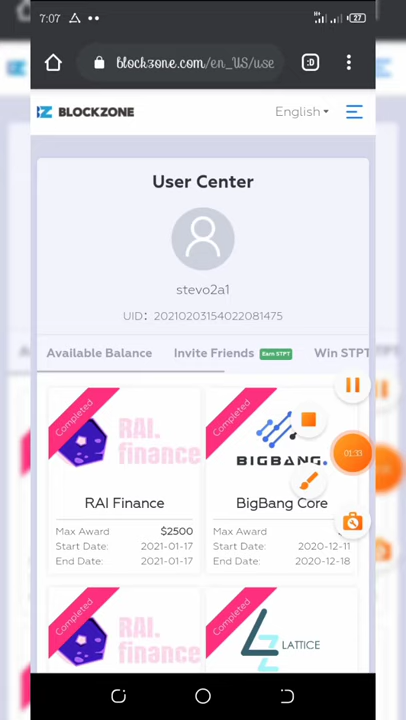 7:07
27
blockzone.com/en_US/use
:D
BLOCKZONE
English
User Center
stevo2a1
UID: 20210203154022081475
Available Balance
Invite Friends Earn STPT
Win STPT
Completed
RAI.
finance
RAI Finance
Max Award $2500
Start Date: 2021-01-17
End Date: 2021-01-17
Completed
BIGBANG.
BigBang Core
Max Award
Start Date: 2020-12-11
End Date: 2020-12-18
01:33
Completed
RAI.
finance
Completed
LATTICE